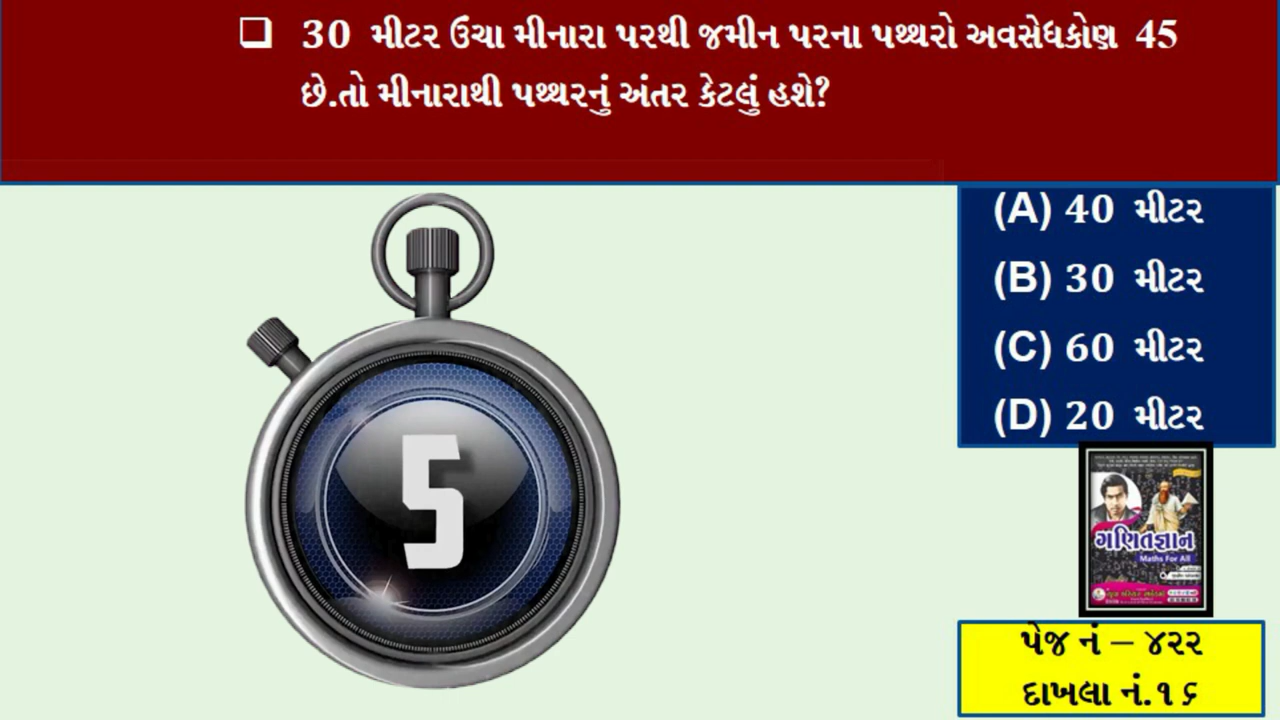 ❑ 30 મીટર ઉંચા મીનારા પરથી જમીન પરના પથ્થરો અવસેધકોણ 45
છે.તો મીનારાથી પથ્થરનું અંતર કેટલું હશે?
(A) 40 મીટર
(B) 30 મીટર
(C) 60 મીટર
(D) 20 મીટર
5
ગણિતજ્ઞાન
Maths For All
પેજ નં – ૪૨૨
દાખલા નં.૧૬